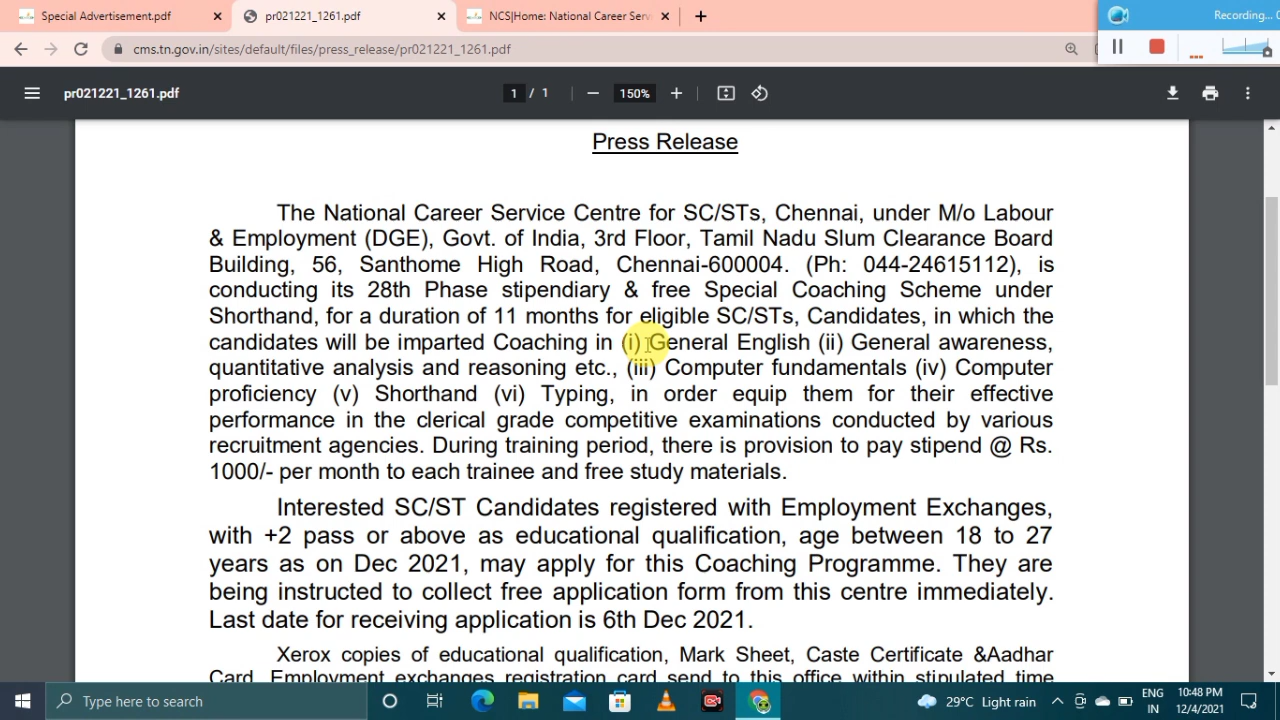 Special Advertisement.pdf
pr021221_1261.pdf
NCS|Home: National Career Serv
Recording...
cms.tn.gov.in/sites/default/files/press_release/pr021221_1261.pdf
pr021221_1261.pdf
1 / 1
150%
Press Release
The National Career Service Centre for SC/STs, Chennai, under M/o Labour
& Employment (DGE), Govt. of India, 3rd Floor, Tamil Nadu Slum Clearance Board
Building, 56, Santhome High Road, Chennai-600004. (Ph: 044-24615112), is
conducting its 28th Phase stipendiary & free Special Coaching Scheme under
Shorthand, for a duration of 11 months for eligible SC/STs, Candidates, in which the
candidates will be imparted Coaching in (i) General English (ii) General awareness,
quantitative analysis and reasoning etc., (iii) Computer fundamentals (iv) Computer
proficiency (v) Shorthand (vi) Typing, in order equip them for their effective
performance in the clerical grade competitive examinations conducted by various
recruitment agencies. During training period, there is provision to pay stipend @ Rs.
1000/- per month to each trainee and free study materials.
Interested SC/ST Candidates registered with Employment Exchanges,
with +2 pass or above as educational qualification, age between 18 to 27
years as on Dec 2021, may apply for this Coaching Programme. They are
being instructed to collect free application form from this centre immediately.
Last date for receiving application is 6th Dec 2021.
Xerox copies of educational qualification, Mark Sheet, Caste Certificate &Aadhar
Card, Employment exchanges registration card send to this office within stipulated time
Type here to search
29°C Light rain
ENG
IN
10:48 PM
12/4/2021